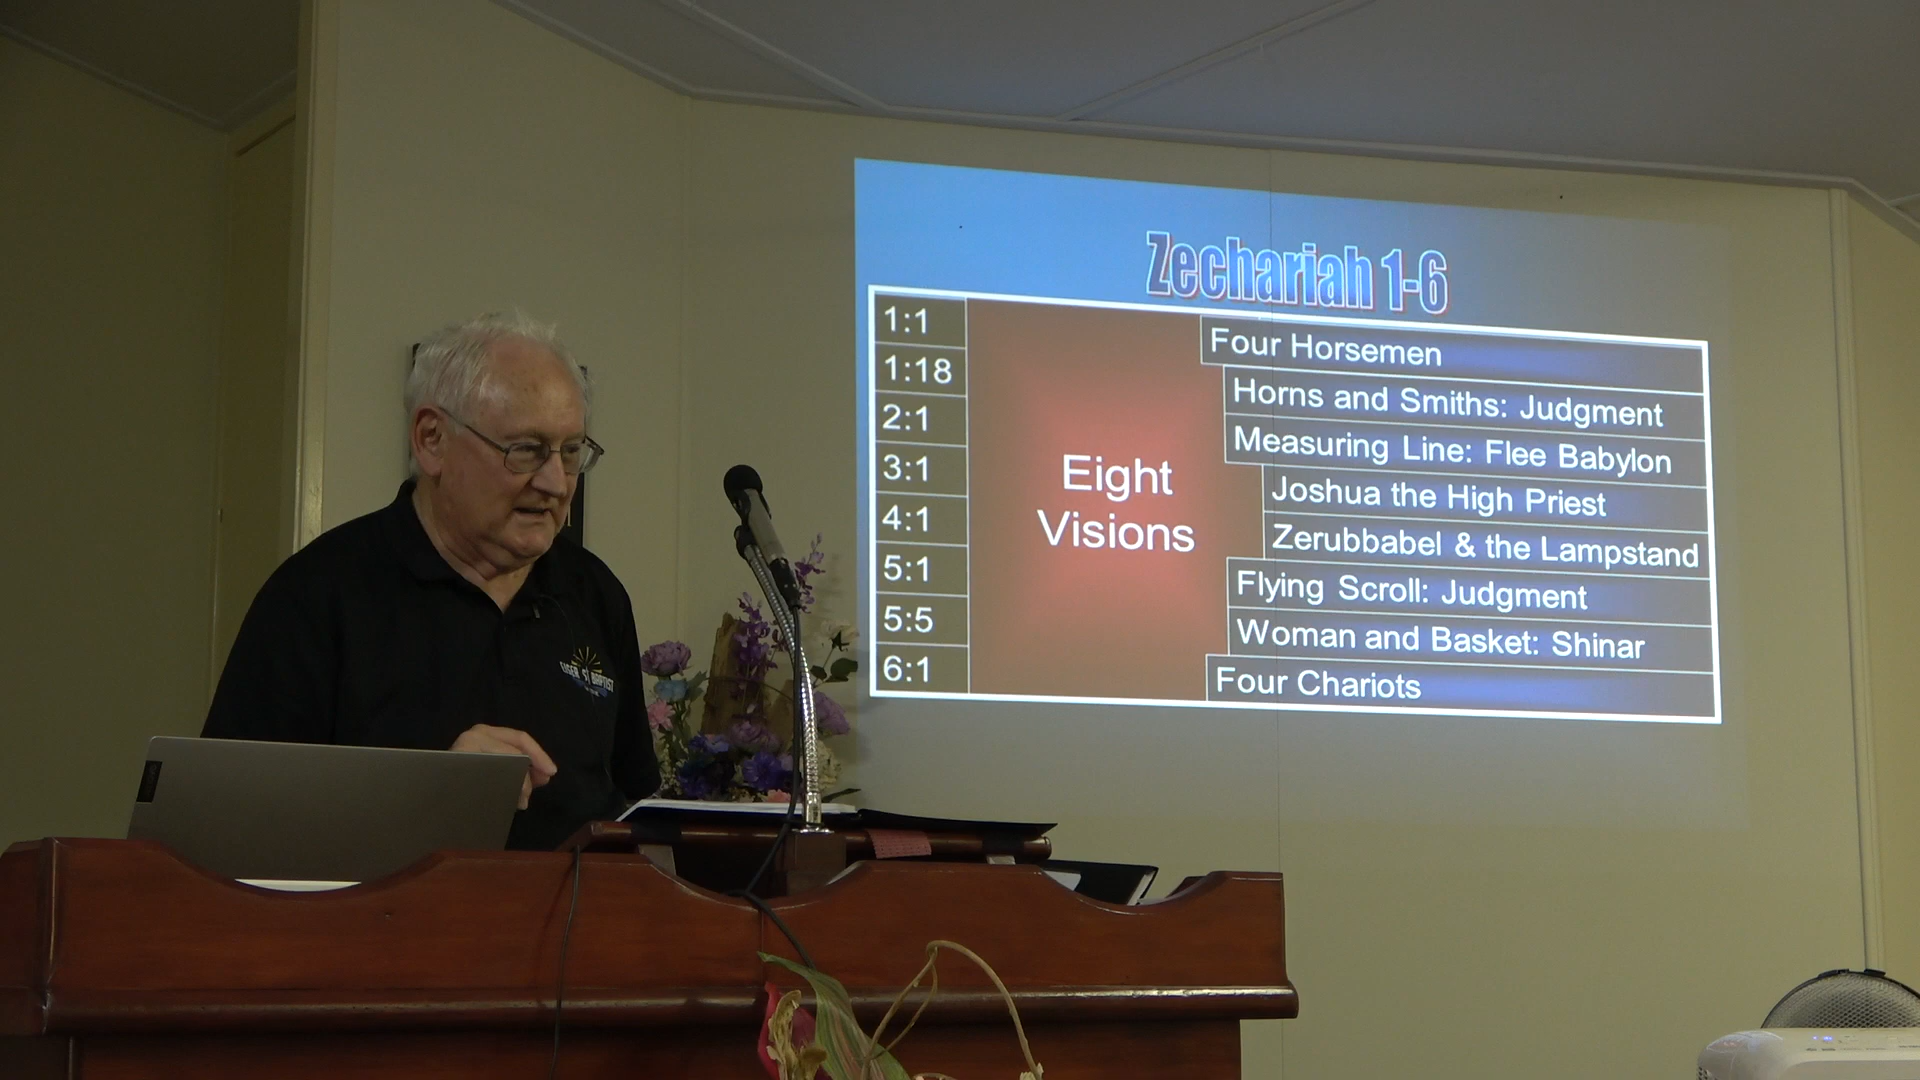 Zechariah 1-6
1:1
Four Horsemen
1:18
Horns and Smiths: Judgment
2:1
Measuring Line: Flee Babylon
3:1
Joshua the High Priest
4:1
Zerubbabel & the Lampstand
5:1
Flying Scroll: Judgment
5:5
Woman and Basket: Shinar
6:1
Four Chariots
Eight
Visions
BAPTIST